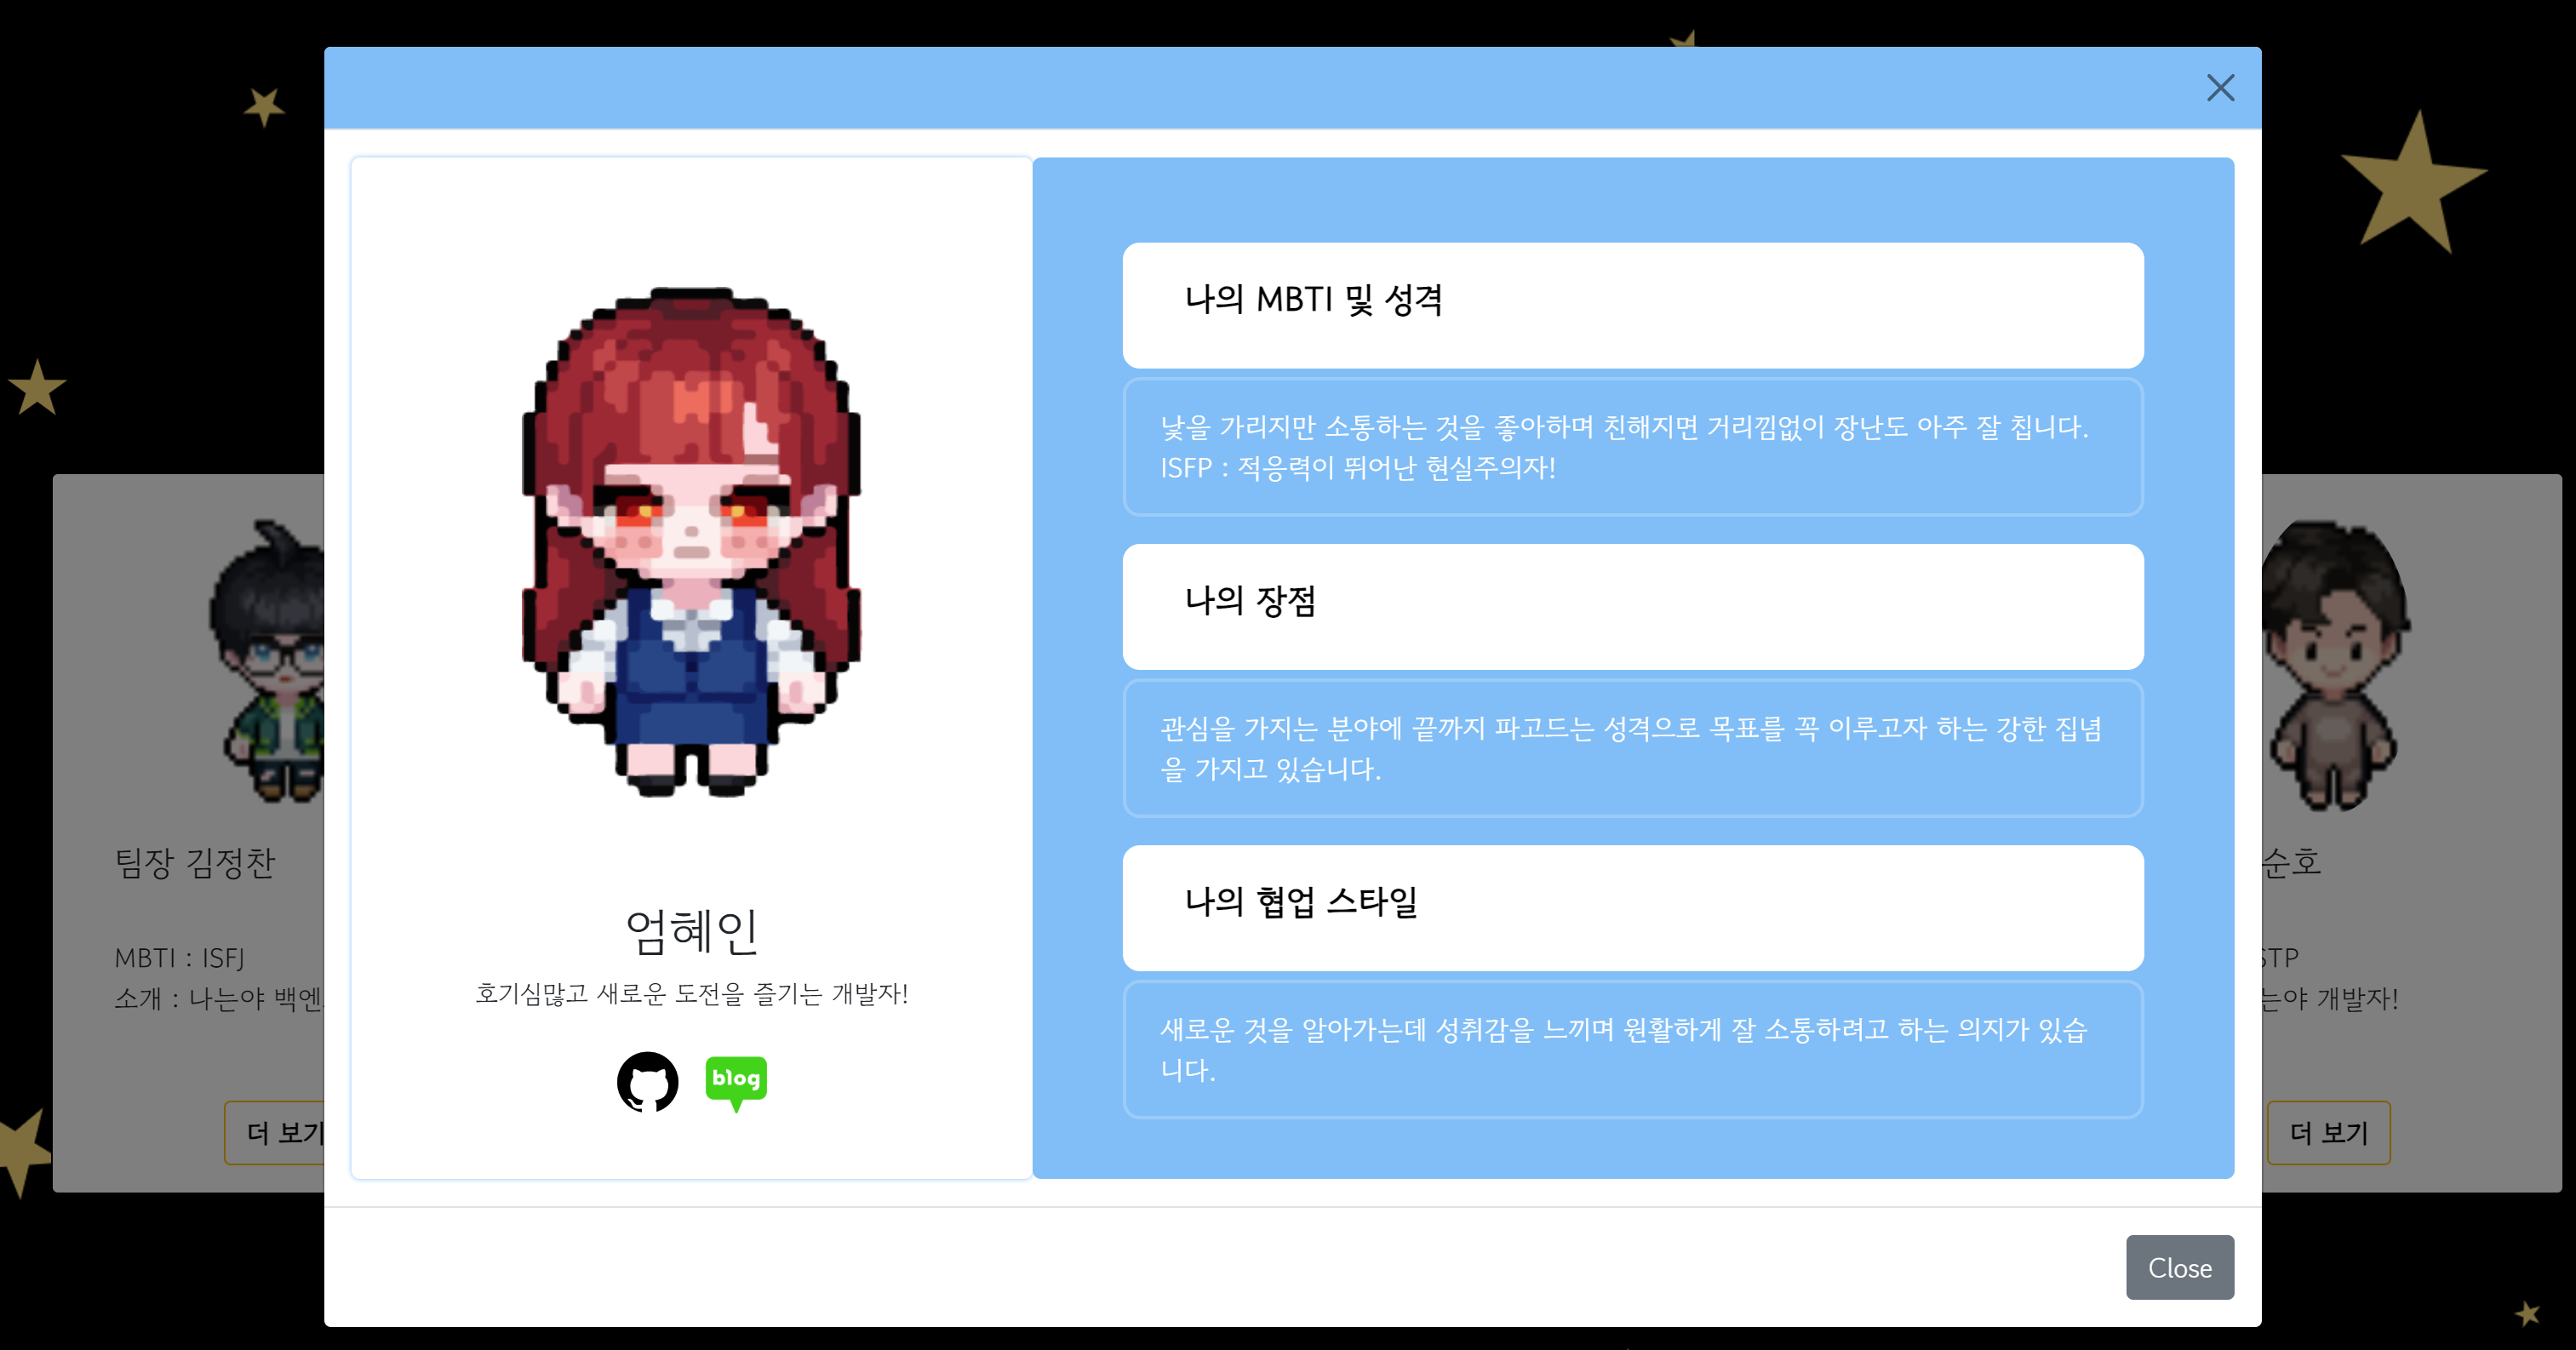 나의 MBTI 및 성격
낯을 가리지만 소통하는 것을 좋아하며 친해지면 거리낌없이 장난도 아주 잘 칩니다.
ISFP : 적응력이 뛰어난 현실주의자!
나의 장점
관심을 가지는 분야에 끝까지 파고드는 성격으로 목표를 꼭 이루고자 하는 강한 집념
을 가지고 있습니다.
나의 협업 스타일
새로운 것을 알아가는데 성취감을 느끼며 원활하게 잘 소통하려고 하는 의지가 있습
니다.
엄혜인
호기심많고 새로운 도전을 즐기는 개발자!
blog
Close
팀장 김정찬
MBTI : ISFJ
소개 : 나는야 백엔
더 보기
순호
STP
는야 개발자!
더 보기